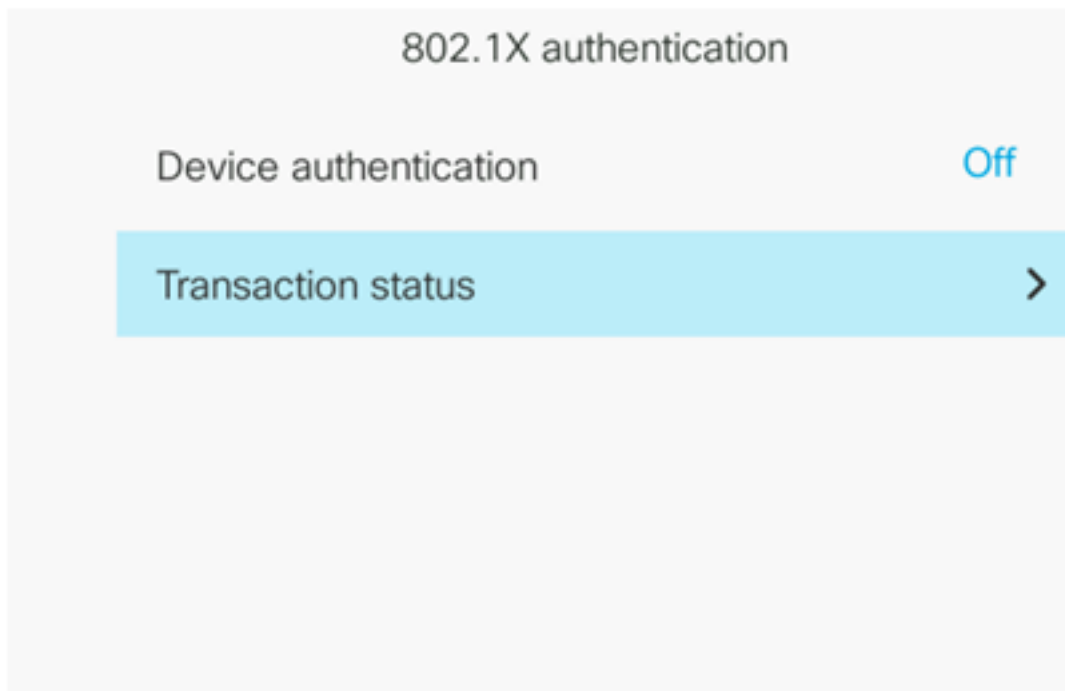 802.1X authentication
Device authentication Off
Transaction status